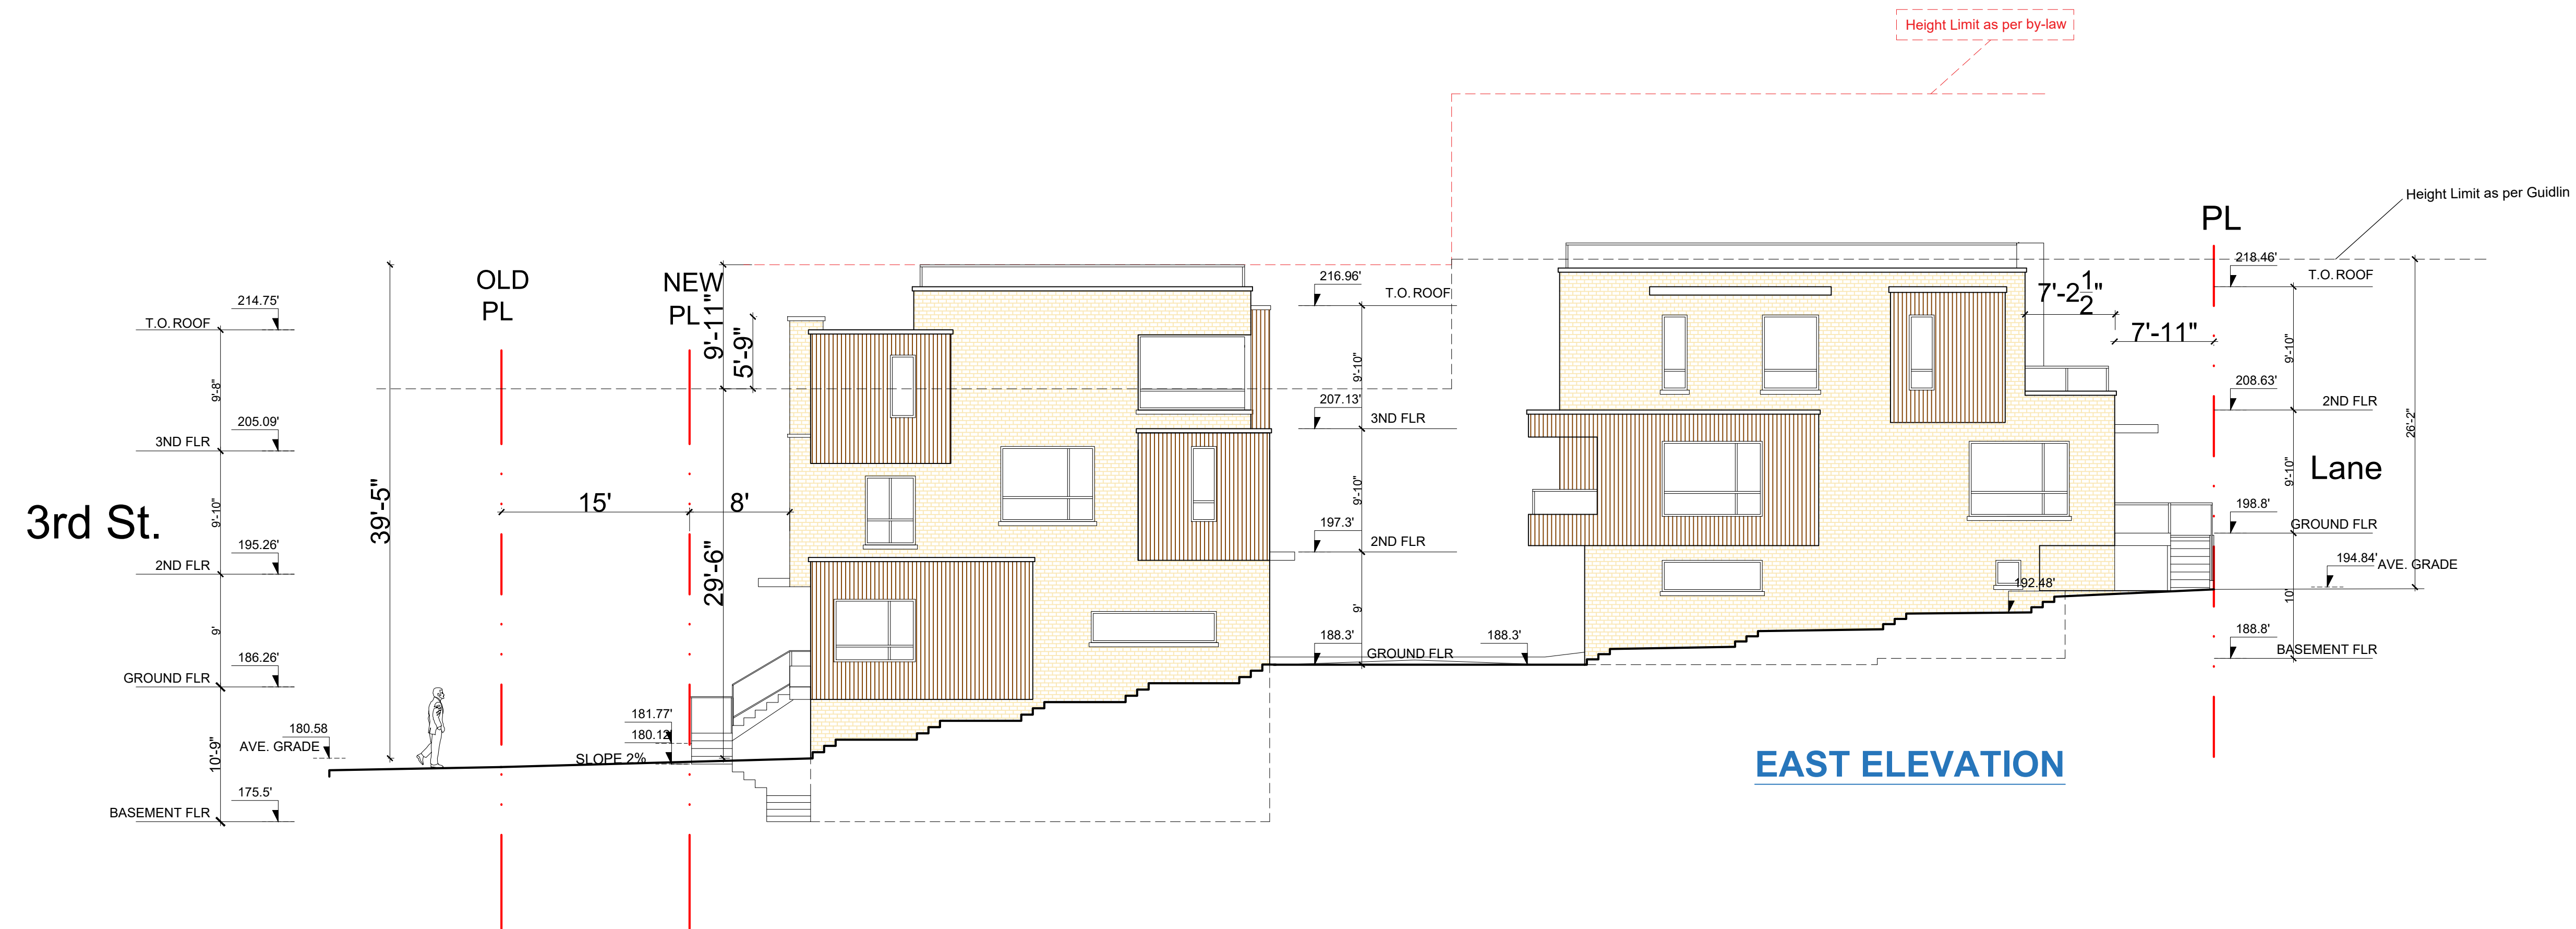 Height Limit as per by-law
Height Limit as per Guidlin
PL
OLD
PL
NEW
PL
3rd St.
214.75'
T.O. ROOF
9'-8"
205.09'
3ND FLR
9'-10"
195.26'
2ND FLR
9'
186.26'
GROUND FLR
10'-9"
180.58
AVE. GRADE
175.5'
BASEMENT FLR
39'-5"
15'
8'
9'-11"
5'-9"
29'-6"
181.77'
180.12'
SLOPE 2%
216.96'
T.O. ROOF
9'-10"
207.13'
3ND FLR
9'-10"
197.3'
2ND FLR
9'
188.3'
GROUND FLR
188.3'
7'-2 1/2"
7'-11"
192.48'
218.46'
T.O. ROOF
9'-10"
208.63'
2ND FLR
9'-10"
198.8'
GROUND FLR
194.84'
AVE. GRADE
10'
188.8'
BASEMENT FLR
26'-2"
Lane
EAST ELEVATION